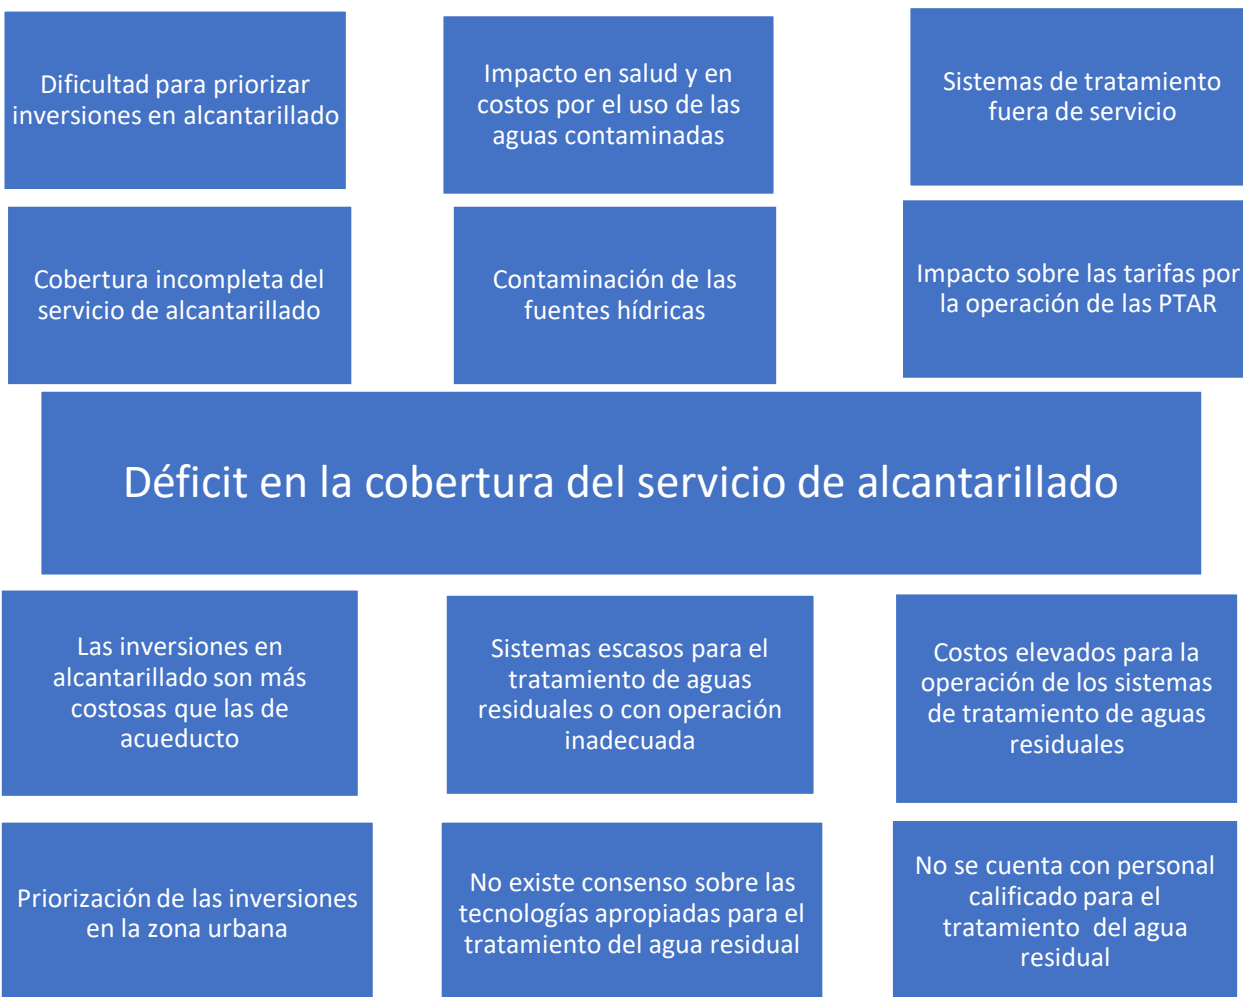 Dificultad para priorizar
inversiones en alcantarillado
Impacto en salud y en
costos por el uso de las
aguas contaminadas
Sistemas de tratamiento
fuera de servicio
Cobertura incompleta del
servicio de alcantarillado
Contaminación de las
fuentes hídricas
Impacto sobre las tarifas por
la operación de las PTAR
Déficit en la cobertura del servicio de alcantarillado
Las inversiones en
alcantarillado son más
costosas que las de
acueducto
Sistemas escasos para el
tratamiento de aguas
residuales o con operación
inadecuada
Costos elevados para la
operación de los sistemas
de tratamiento de aguas
residuales
Priorización de las inversiones
en la zona urbana
No existe consenso sobre las
tecnologías apropiadas para el
tratamiento del agua residual
No se cuenta con personal
calificado para el
tratamiento  del agua
residual